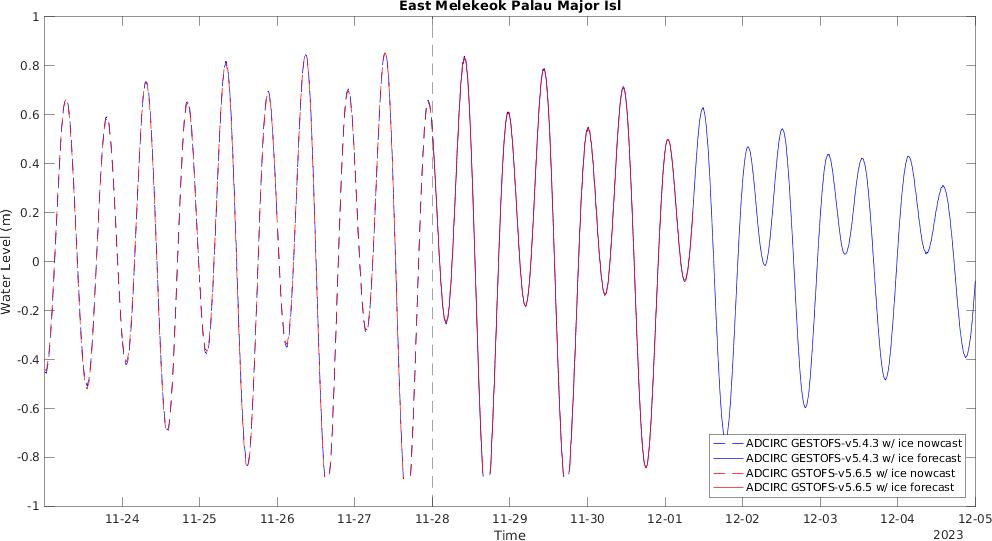 East Melekeok Palau Major Isl
1
0.8
0.6
0.4
0.2
0
-0.2
-0.4
-0.6
-0.8
-1
Water Level (m)
ADCIRC GESTOFS-v5.4.3 w/ ice nowcast
ADCIRC GESTOFS-v5.4.3 w/ ice forecast
ADCIRC GSTOFS-v5.6.5 w/ ice nowcast
ADCIRC GSTOFS-v5.6.5 w/ ice forecast
11-24 11-25 11-26 11-27 11-28 11-29 11-30 12-01 12-02 12-03 12-04 12-05
Time
2023